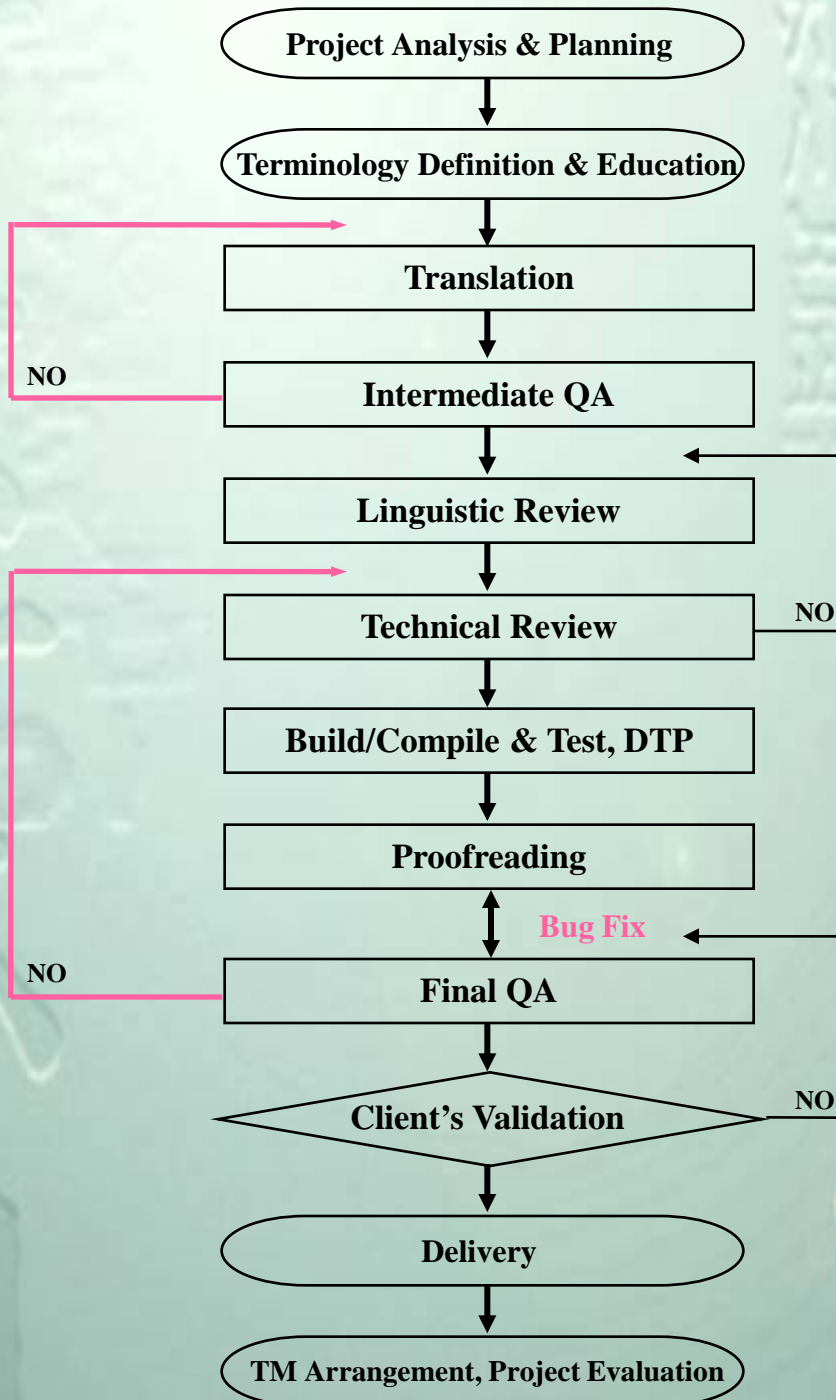 Project Analysis & Planning
Terminology Definition & Education
Translation
NO
Intermediate QA
Linguistic Review
Technical Review
NO
Build/Compile & Test, DTP
Proofreading
Bug Fix
NO
Final QA
Client’s Validation
NO
Delivery
TM Arrangement, Project Evaluation